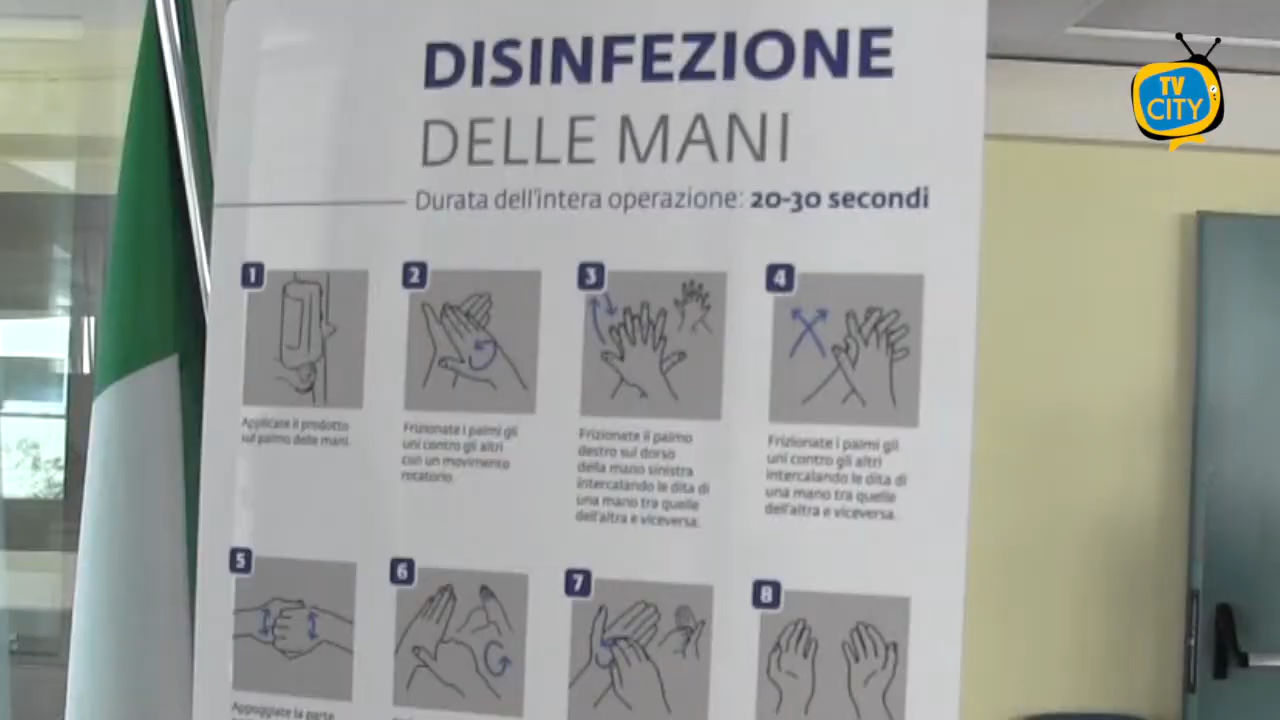 DISINFEZIONE
DELLE MANI
Durata dell'intera operazione: 20-30 secondi
1
Applicate il prodotto
sul palmo delle mani.
2
Frizionate i palmi gli
uni contro gli altri
con un movimento
rotatorio.
3
Frizionate il palmo
destro sul dorso
della mano sinistra
intercalando le dita di
una mano tra quelle
dell'altra e viceversa.
4
Frizionate i palmi gli
uni contro gli altri
intercalando le dita di
una mano tra quelle
dell'altra e viceversa.
5
Appoggiate la parte
6
7
8
TV
CITY